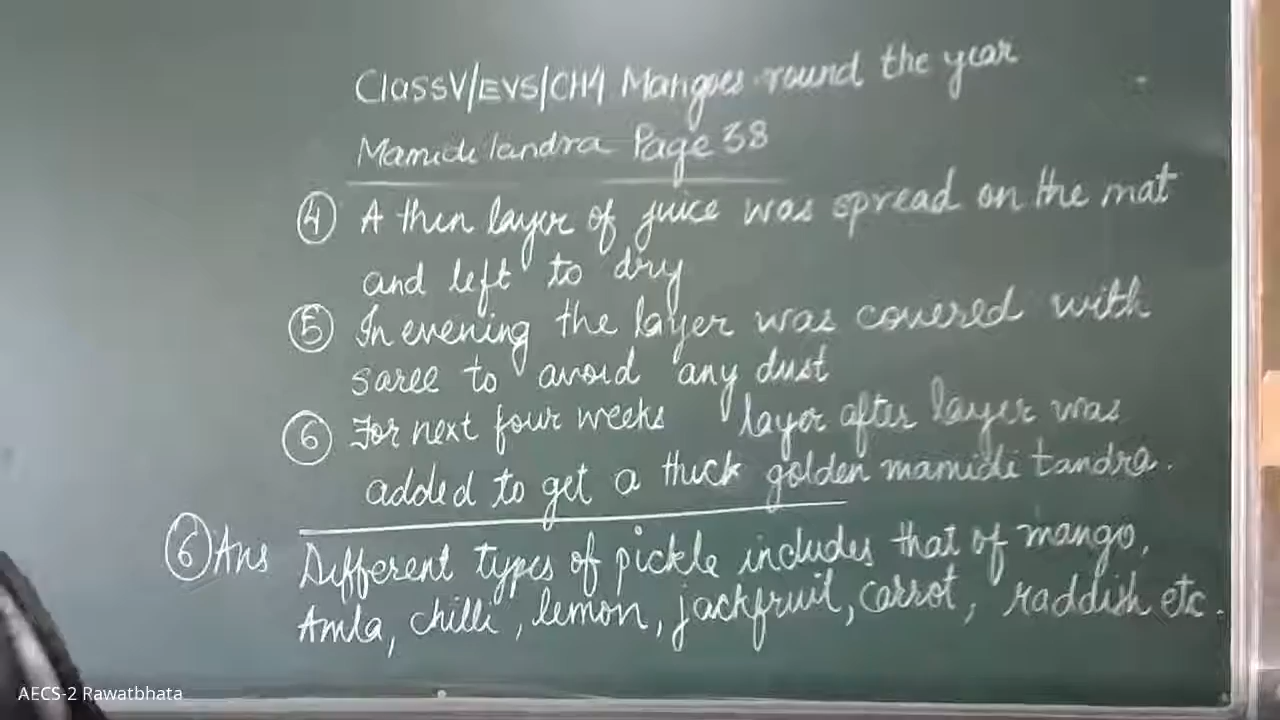 ClassV/EVS/CH4 Mangoes round the year
Mamidi tandra Page 38
④ A thin layer of juice was spread on the mat
and left to dry
⑤ In evening the layer was covered with
saree to avoid any dust
⑥ For next four weeks layer after layer was
added to get a thick golden mamidi tandra.
⑥ Ans Different types of pickle includes that of mango,
Amla, chilli, lemon, jackfruit, carrot, raddish etc.
AECS-2 Rawatbhata